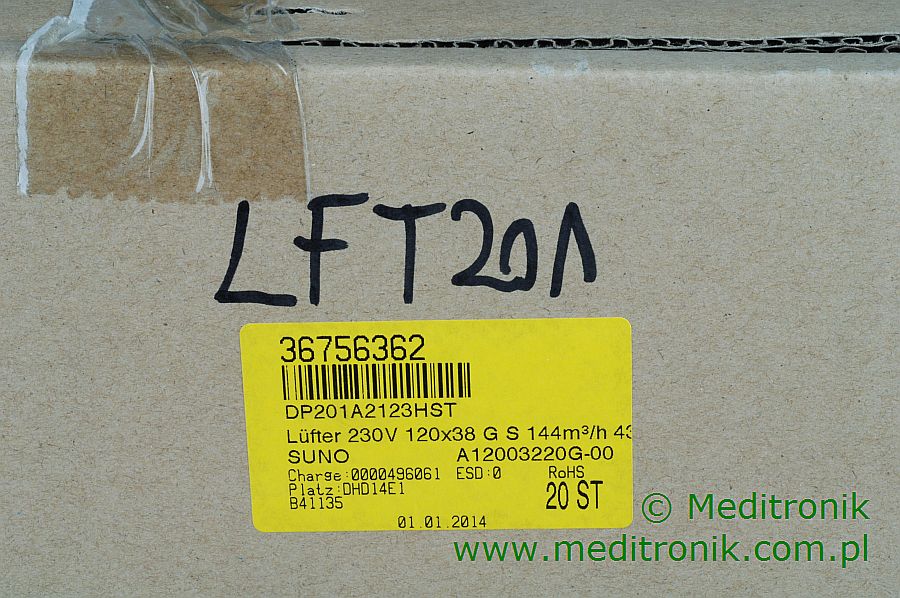 LFT201
36756362
DP201A2123HST
Lüfter 230V 120x38 G S 144m³/h 43
SUNO A12003220G-00
Charge:0000496061 ESD:0 RoHS
Platz:DHD14E1 20 ST
B41135
01.01.2014
© Meditronik
www.meditronik.com.pl